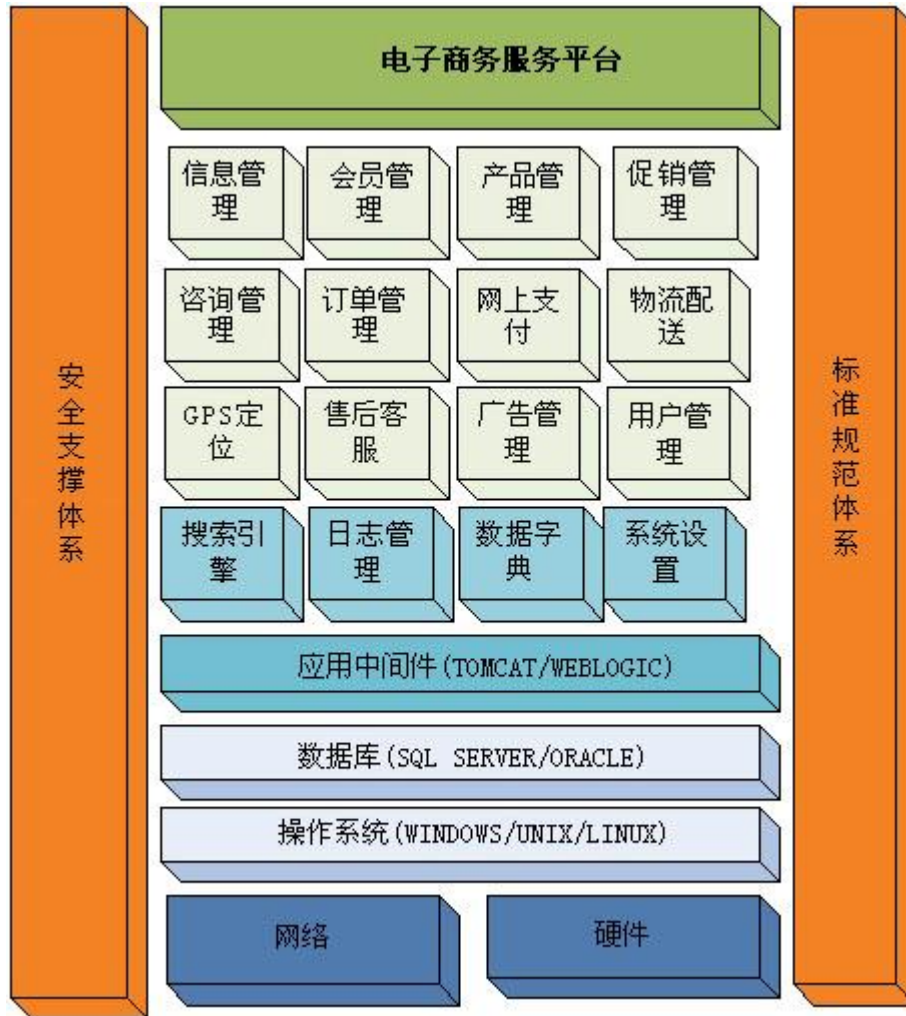 电子商务服务平台
信息管
理
会员管
理
产品管
理
促销管
理
咨询管
理
订单管
理
网上支
付
物流配
送
GPS定
位
售后客
服
广告管
理
用户管
理
搜索引
擎
日志管
理
数据字
典
系统设
置
应用中间件(TOMCAT/WEBLOGIC)
数据库(SQL SERVER/ORACLE)
操作系统(WINDOWS/UNIX/LINUX)
网络
硬件
安全支撑体系
标准规范体系